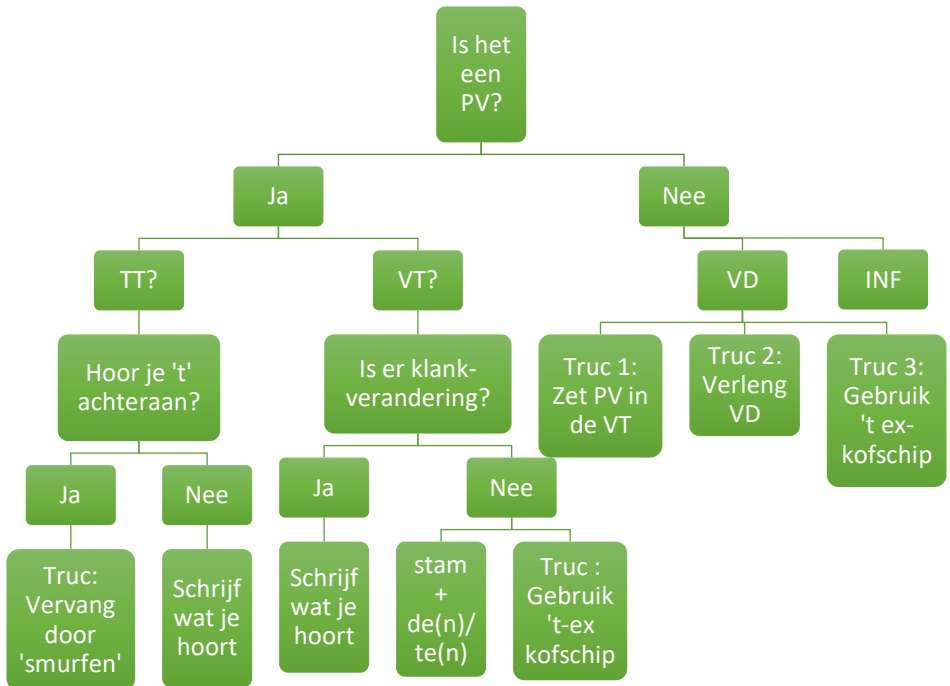 Is het
een
PV?
Ja
Nee
TT?
VT?
VD
INF
Hoor je 't'
achteraan?
Is er klank-
verandering?
Truc 1:
Zet PV in
de VT
Truc 2:
Verleng
VD
Truc 3:
Gebruik
't ex-
kofschip
Ja
Nee
Ja
Nee
Truc:
Vervang
door
'smurfen'
Schrijf
wat je
hoort
Schrijf
wat je
hoort
stam
+
de(n)/
te(n)
Truc :
Gebruik
't-ex
kofschip